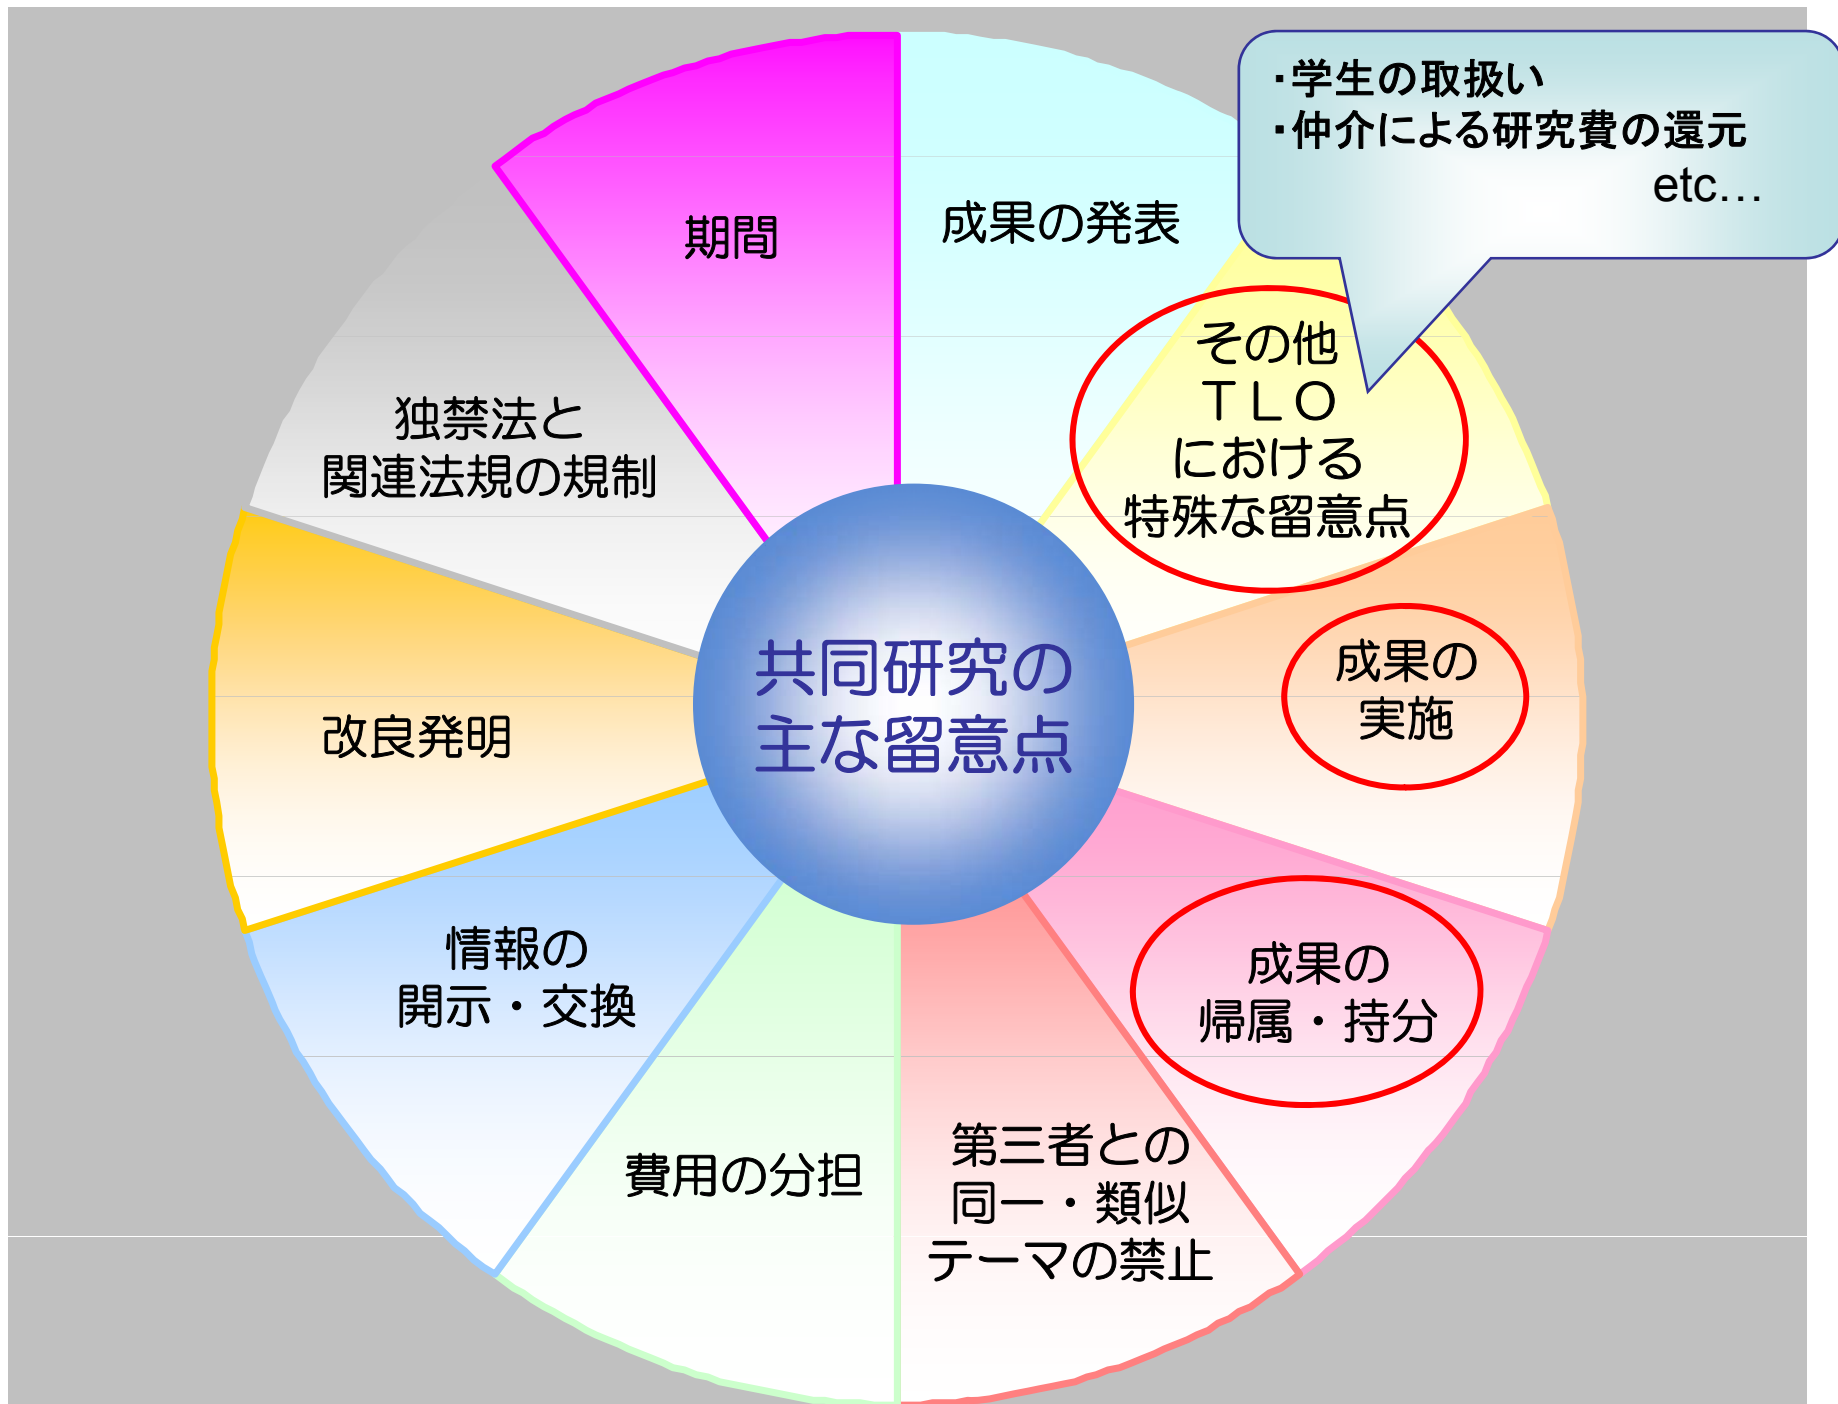 ・学生の取扱い
・仲介による研究費の還元
etc…
期間
成果の発表
その他
ＴＬＯ
における
特殊な留意点
独禁法と
関連法規の規制
成果の
実施
共同研究の
主な留意点
改良発明
情報の
開示・交換
成果の
帰属・持分
費用の分担
第三者との
同一・類似
テーマの禁止